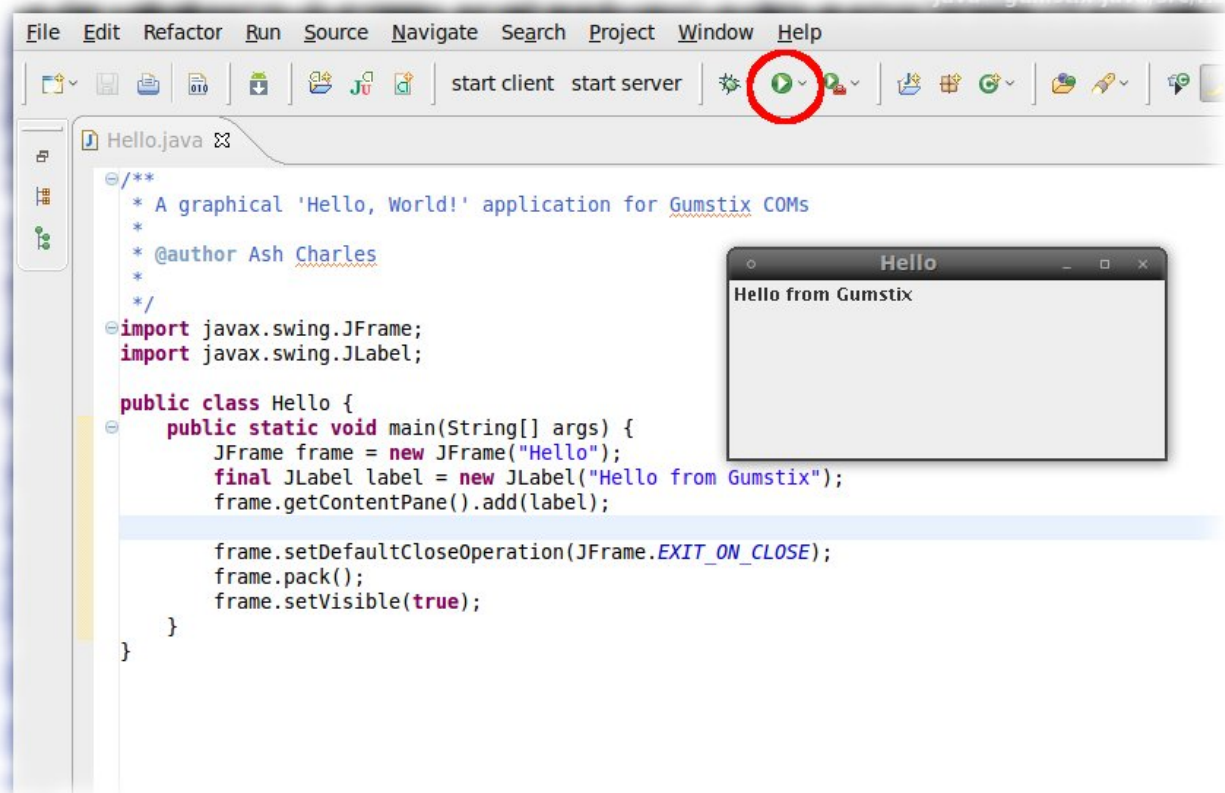 File Edit Refactor Run Source Navigate Search Project Window Help
start client start server
Hello.java
/**
* A graphical 'Hello, World!' application for Gumstix COMs
*
* @author Ash Charles
*
*/
import javax.swing.JFrame;
import javax.swing.JLabel;
public class Hello {
public static void main(String[] args) {
JFrame frame = new JFrame("Hello");
final JLabel label = new JLabel("Hello from Gumstix");
frame.getContentPane().add(label);
frame.setDefaultCloseOperation(JFrame.EXIT_ON_CLOSE);
frame.pack();
frame.setVisible(true);
}
}
Hello
Hello from Gumstix